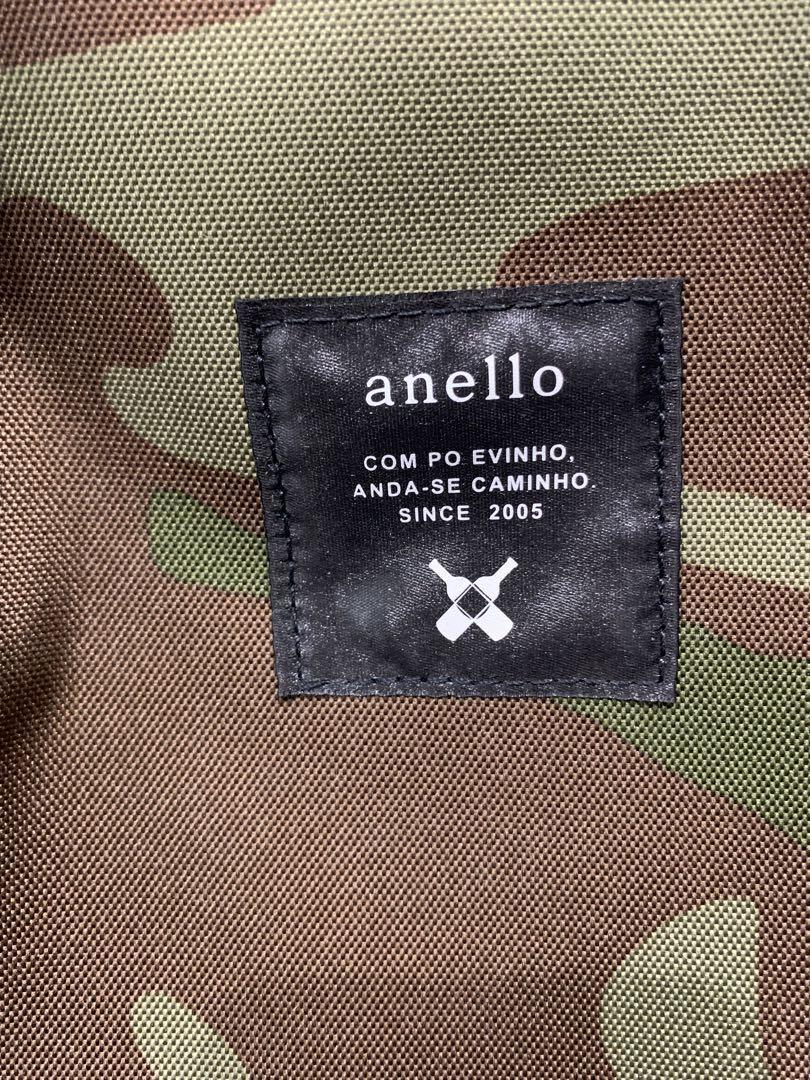 anello
COM PO EVINHO,
ANDA-SE CAMINHO.
SINCE 2005